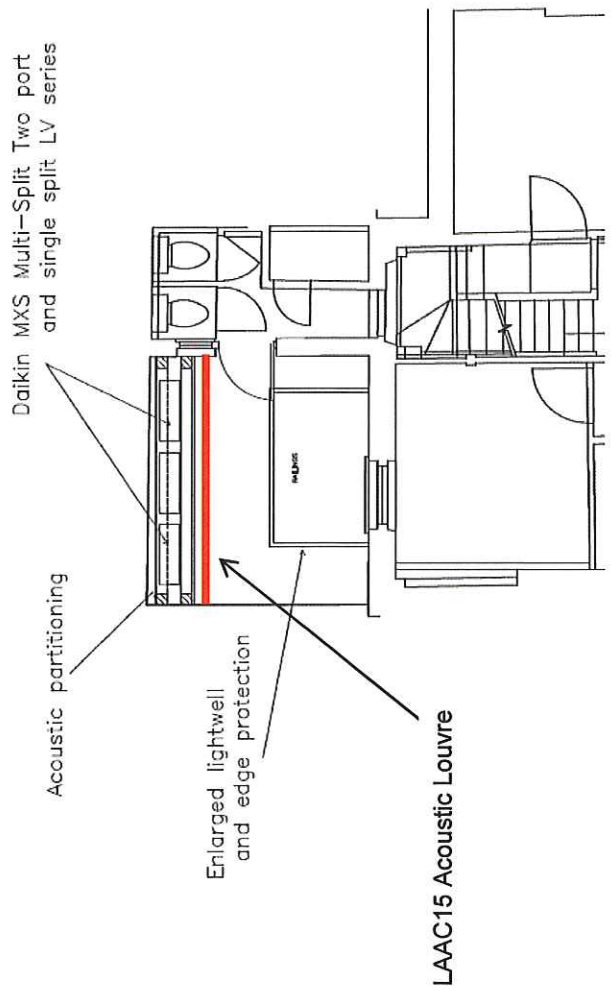 Daikin MXS Multi-Split Two port
and single split LV series
Acoustic partitioning
RAILINGS
Enlarged lightwell
and edge protection
LAAC15 Acoustic Louvre